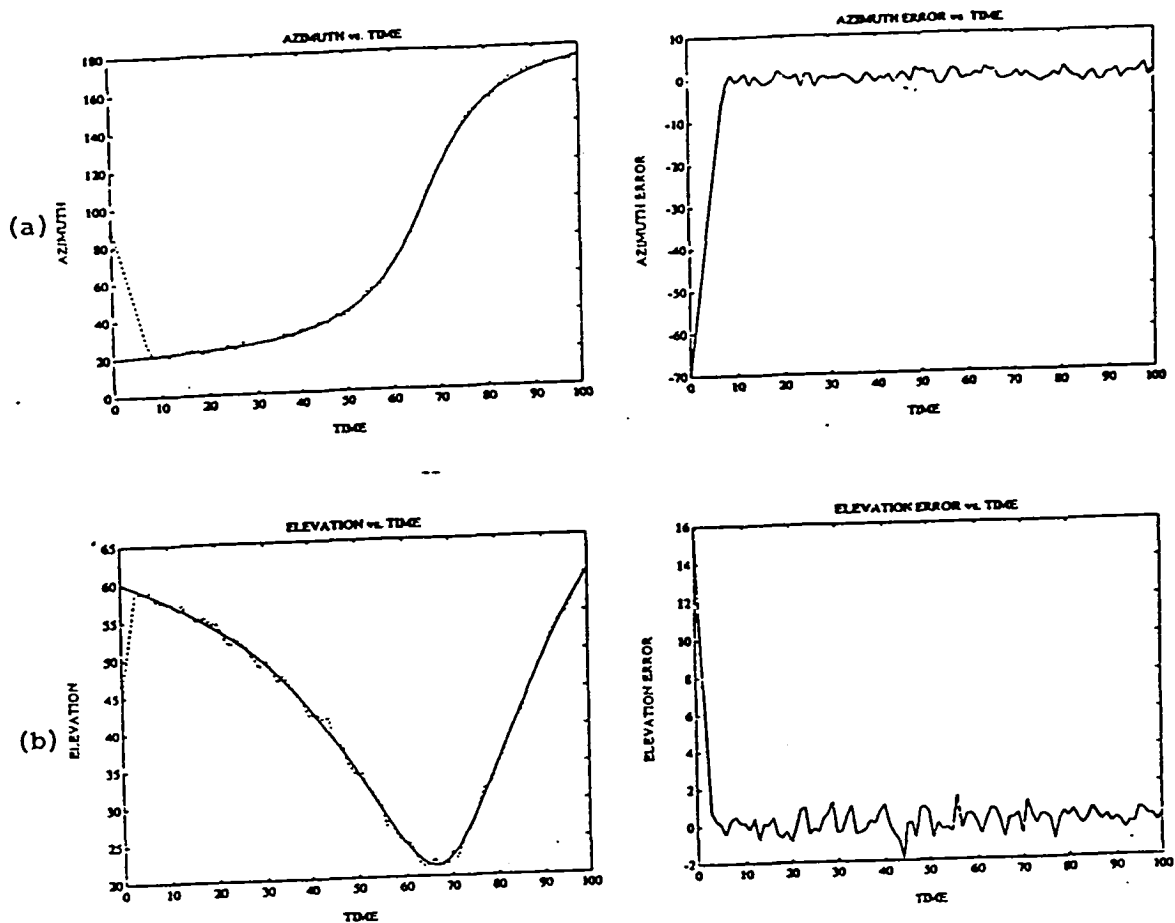 (a)
AZIMUTH vs. TIME
180
160
140
120
100
80
60
40
20
0
AZIMUTH
0 10 20 30 40 50 60 70 80 90 100
TIME
AZIMUTH ERROR vs TIME
10
0
-10
-20
-30
-40
-50
-60
-70
AZIMUTH ERROR
0 10 20 30 40 50 60 70 80 90 100
TIME
(b)
ELEVATION vs. TIME
65
60
55
50
45
40
35
30
25
20
ELEVATION
0 10 20 30 40 50 60 70 80 90 100
TIME
ELEVATION ERROR vs. TIME
16
14
12
10
8
6
4
2
0
-2
ELEVATION ERROR
0 10 20 30 40 50 60 70 80 90 100
TIME